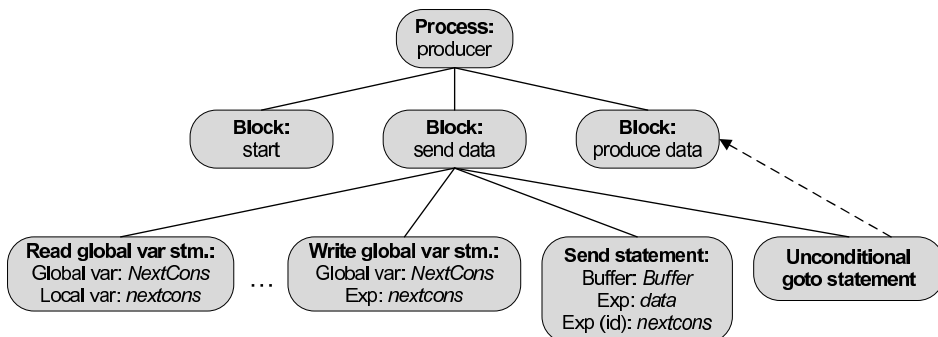 Process:
producer
Block:
start
Block:
send data
Block:
produce data
Read global var stm.:
Global var: NextCons
Local var: nextcons
...
Write global var stm.:
Global var: NextCons
Exp: nextcons
Send statement:
Buffer: Buffer
Exp: data
Exp (id): nextcons
Unconditional
goto statement